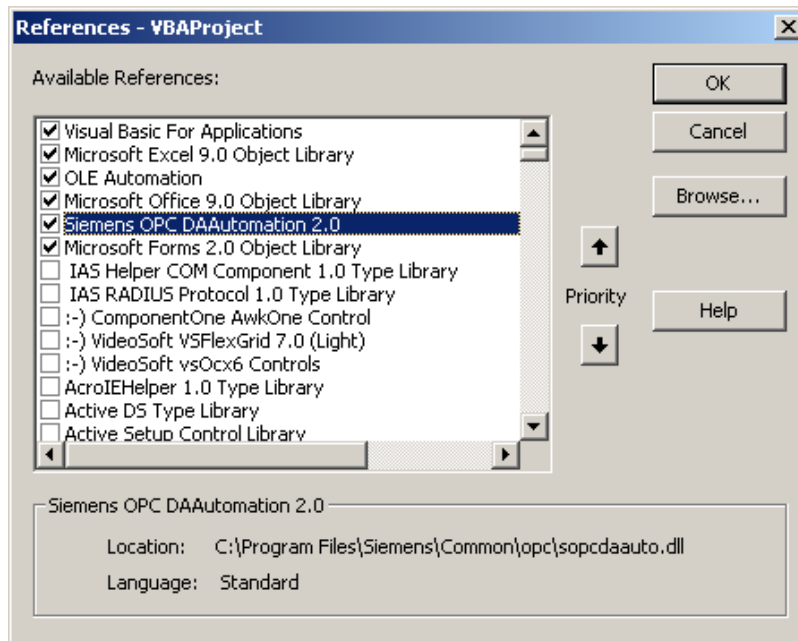 References - VBAProject
Available References:
Visual Basic For Applications
Microsoft Excel 9.0 Object Library
OLE Automation
Microsoft Office 9.0 Object Library
Siemens OPC DAAutomation 2.0
Microsoft Forms 2.0 Object Library
IAS Helper COM Component 1.0 Type Library
IAS RADIUS Protocol 1.0 Type Library
:-) ComponentOne AwkOne Control
:-) VideoSoft VSFlexGrid 7.0 (Light)
:-) VideoSoft vsOcx6 Controls
AcroIEHelper 1.0 Type Library
Active DS Type Library
Active Setup Control Library
OK
Cancel
Browse...
Priority
Help
Siemens OPC DAAutomation 2.0
Location: C:\Program Files\Siemens\Common\opc\sopcdaauto.dll
Language: Standard